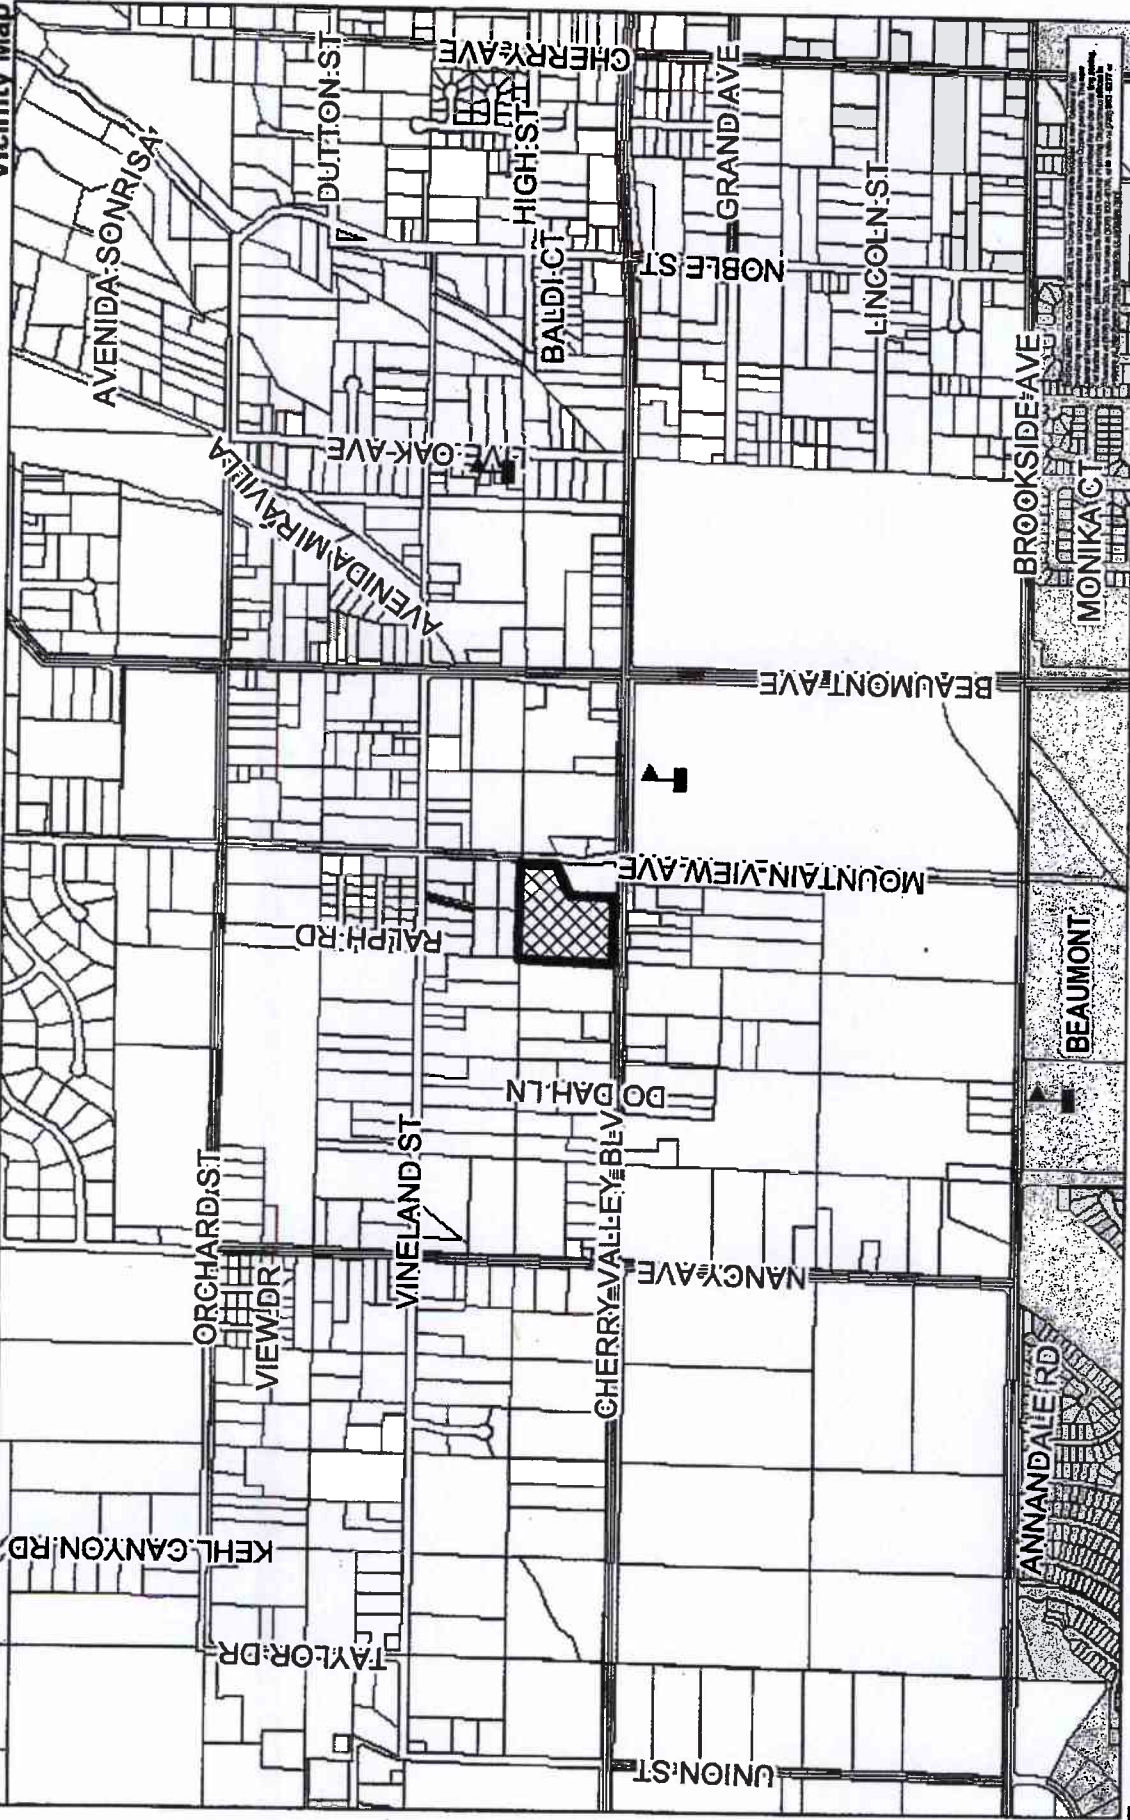 Vicinity Map
AVENIDA SONRISA
DUTTON ST
CHERRY AVE
HIGH ST
BALDI CT
GRAND AVE
NOBLE ST
LINCOLN ST
BROOKSIDE AVE
MONIKA CT
OAK AVE
AVENIDA MIRAVILLA
BEAUMONT AVE
MOUNTAIN VIEW AVE
RALPH RD
BEAUMONT
DO DAH LN
ORCHARD ST
VINELAND ST
VIEW DR
CHERRY VALLEY BLV
NANCY AVE
ANNANDALE RD
KEHL CANYON RD
TAYLOR DR
UNION ST